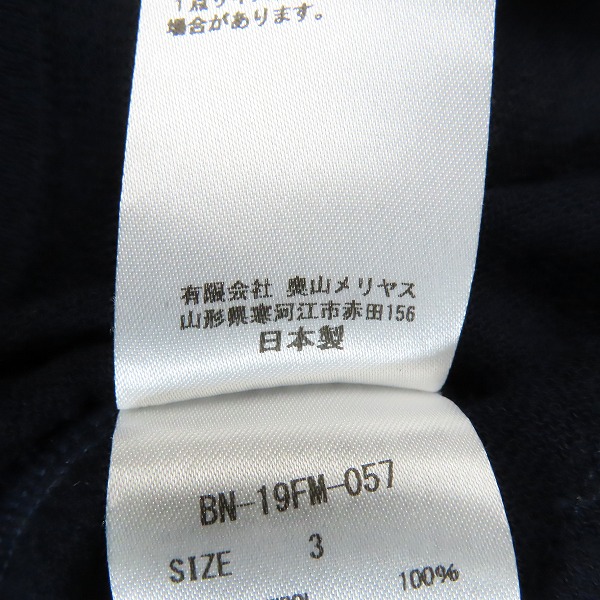 場合があります。
有限会社 奥山メリヤス
山形県寒河江市赤田156
日本製
BN-19FM-057
SIZE 3
100%